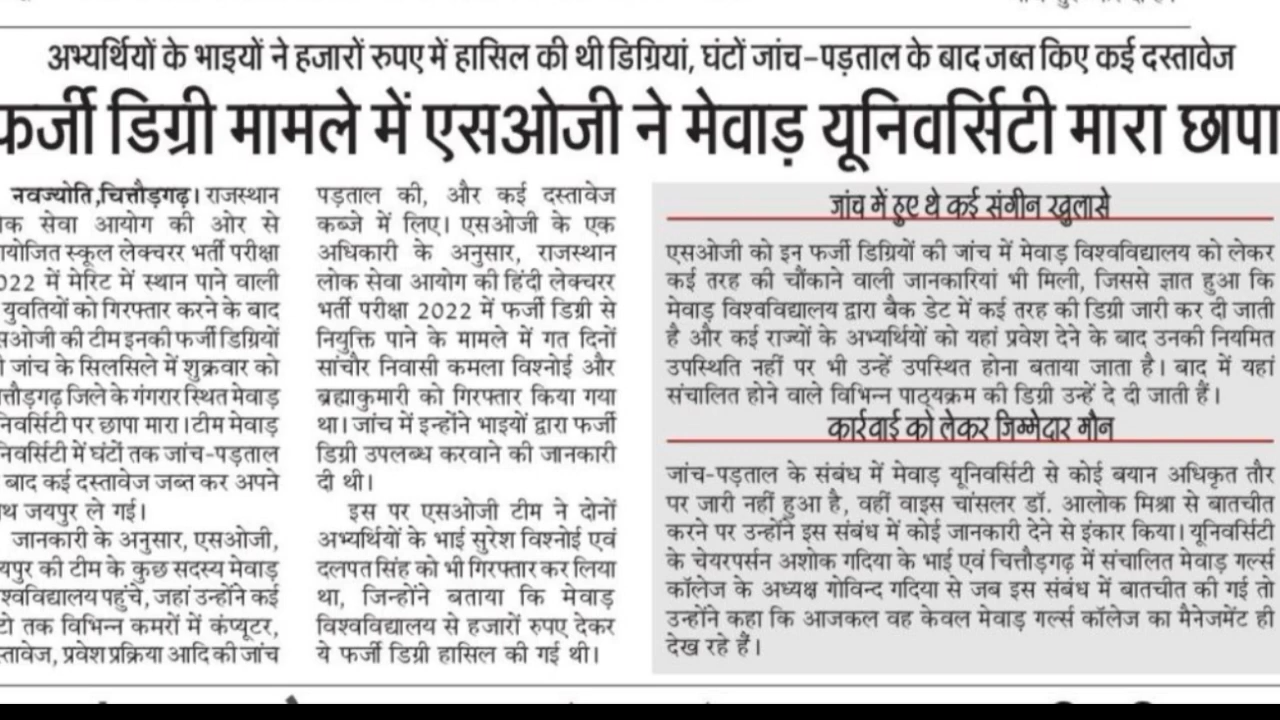 अभ्यर्थियों के भाइयों ने हजारों रुपए में हासिल की थी डिग्रियां, घंटों जांच-पड़ताल के बाद जब्त किए कई दस्तावेज
फर्जी डिग्री मामले में एसओजी ने मेवाड़ यूनिवर्सिटी मारा छापा
नवज्योति,चित्तौड़गढ़। राजस्थान
क सेवा आयोग की ओर से
योजित स्कूल लेक्चरर भर्ती परीक्षा
022 में मेरिट में स्थान पाने वाली
युवतियों को गिरफ्तार करने के बाद
सओजी की टीम इनकी फर्जी डिग्रियों
जांच के सिलसिले में शुक्रवार को
त्तौड़गढ़ जिले के गंगरार स्थित मेवाड़
निवर्सिटी पर छापा मारा। टीम मेवाड़
निवर्सिटी में घंटों तक जांच-पड़ताल
बाद कई दस्तावेज जब्त कर अपने
थ जयपुर ले गई।
जानकारी के अनुसार, एसओजी,
यपुर की टीम के कुछ सदस्य मेवाड़
श्वविद्यालय पहुंचे, जहां उन्होंने कई
टो तक विभिन्न कमरों में कंप्यूटर,
स्तावेज, प्रवेश प्रक्रिया आदि की जांच
पड़ताल की, और कई दस्तावेज
कब्जे में लिए। एसओजी के एक
अधिकारी के अनुसार, राजस्थान
लोक सेवा आयोग की हिंदी लेक्चरर
भर्ती परीक्षा 2022 में फर्जी डिग्री से
नियुक्ति पाने के मामले में गत दिनों
सांचौर निवासी कमला विश्नोई और
ब्रह्माकुमारी को गिरफ्तार किया गया
था। जांच में इन्होंने भाइयों द्वारा फर्जी
डिग्री उपलब्ध करवाने की जानकारी
दी थी।
इस पर एसओजी टीम ने दोनों
अभ्यर्थियों के भाई सुरेश विश्नोई एवं
दलपत सिंह को भी गिरफ्तार कर लिया
था, जिन्होंने बताया कि मेवाड़
विश्वविद्यालय से हजारों रुपए देकर
ये फर्जी डिग्री हासिल की गई थी।
जांच में हुए थे कई संगीन खुलासे
एसओजी को इन फर्जी डिग्रियों की जांच में मेवाड़ विश्वविद्यालय को लेकर
कई तरह की चौंकाने वाली जानकारियां भी मिली, जिससे ज्ञात हुआ कि
मेवाड़ विश्वविद्यालय द्वारा बैक डेट में कई तरह की डिग्री जारी कर दी जाती
है और कई राज्यों के अभ्यर्थियों को यहां प्रवेश देने के बाद उनकी नियमित
उपस्थिति नहीं पर भी उन्हें उपस्थित होना बताया जाता है। बाद में यहां
संचालित होने वाले विभिन्न पाठ्यक्रम की डिग्री उन्हें दे दी जाती हैं।
कार्रवाई को लेकर जिम्मेदार मौन
जांच-पड़ताल के संबंध में मेवाड़ यूनिवर्सिटी से कोई बयान अधिकृत तौर
पर जारी नहीं हुआ है, वहीं वाइस चांसलर डॉ. आलोक मिश्रा से बातचीत
करने पर उन्होंने इस संबंध में कोई जानकारी देने से इंकार किया। यूनिवर्सिटी
के चेयरपर्सन अशोक गदिया के भाई एवं चित्तौड़गढ़ में संचालित मेवाड़ गर्ल्स
कॉलेज के अध्यक्ष गोविन्द गदिया से जब इस संबंध में बातचीत की गई तो
उन्होंने कहा कि आजकल वह केवल मेवाड़ गर्ल्स कॉलेज का मैनेजमेंट ही
देख रहे हैं।